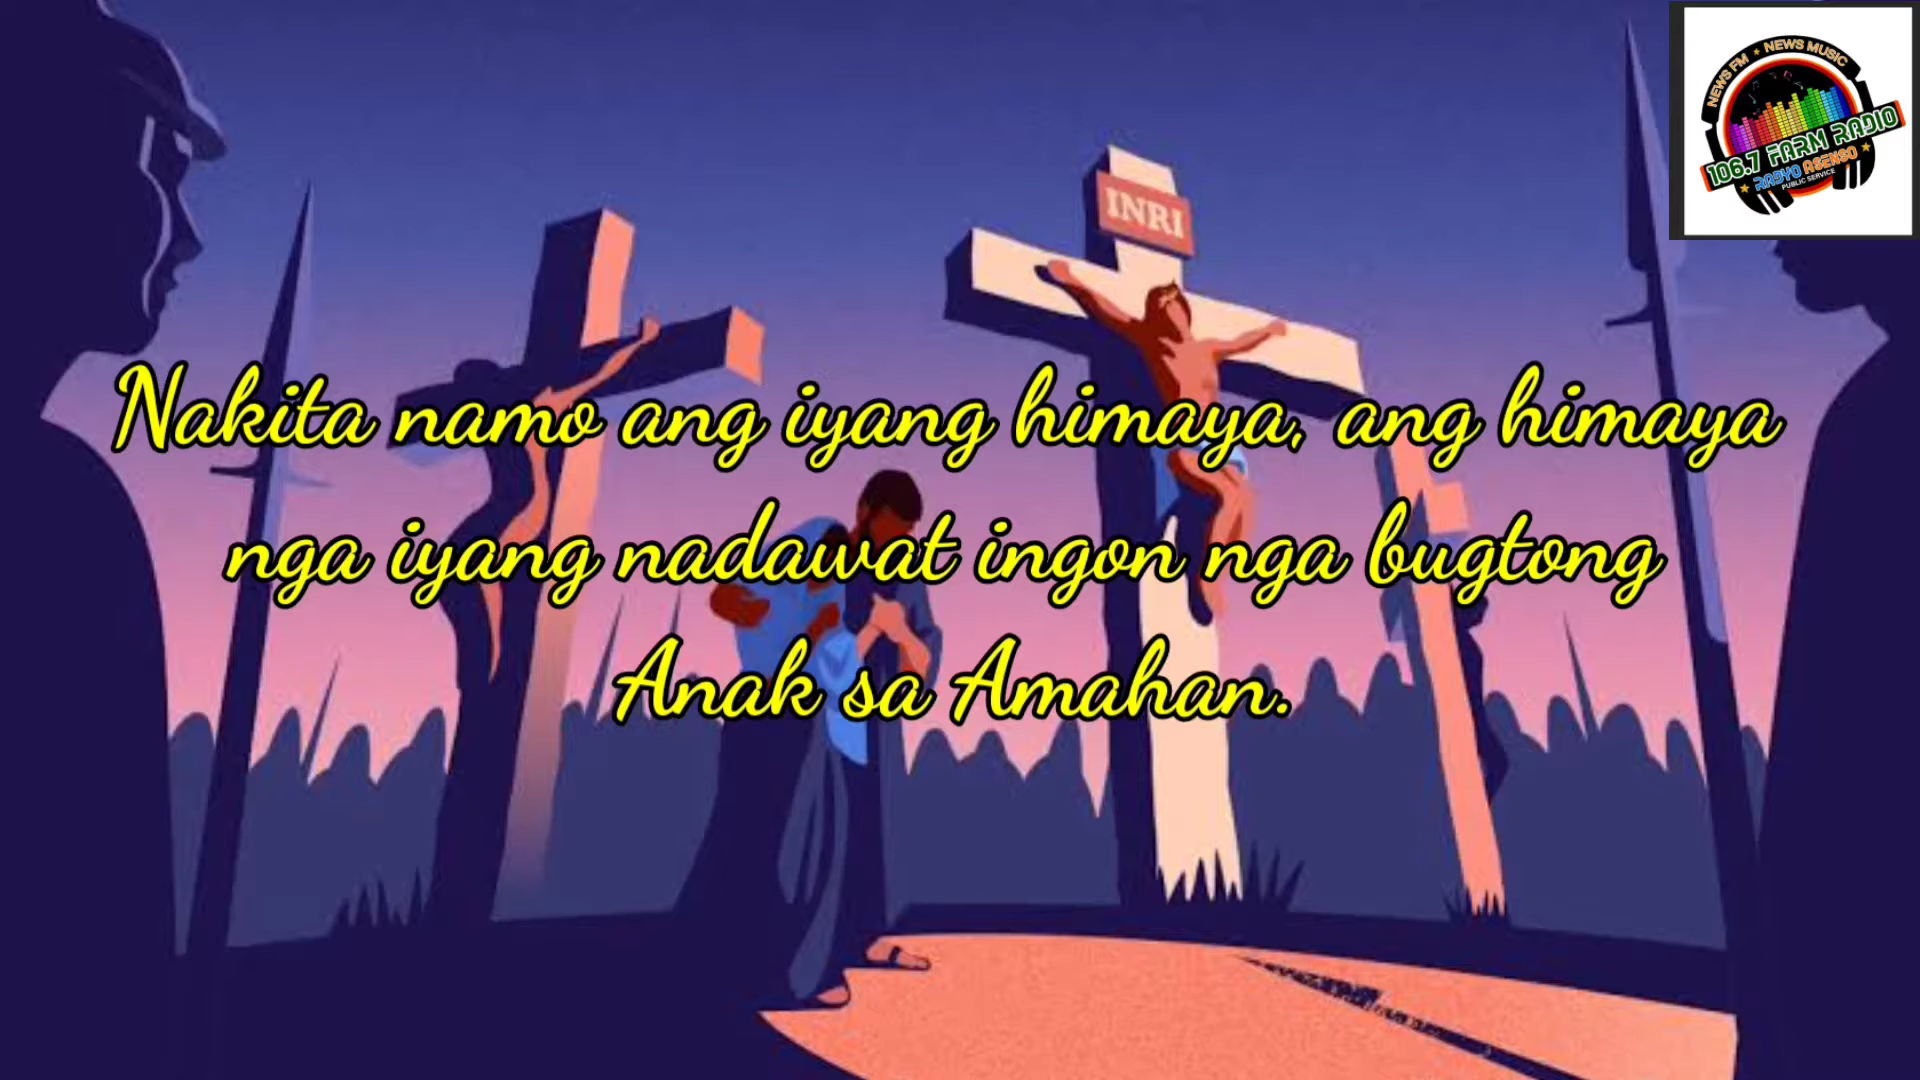 NEWS FM ★ NEWS MUSIC
106.7 FARM RADIO
★ RADYO ASENSO ★
PUBLIC SERVICE
INRI
Nakita namo ang iyang himaya, ang himaya
nga iyang nadawat ingon nga bugtong
Anak sa Amahan.